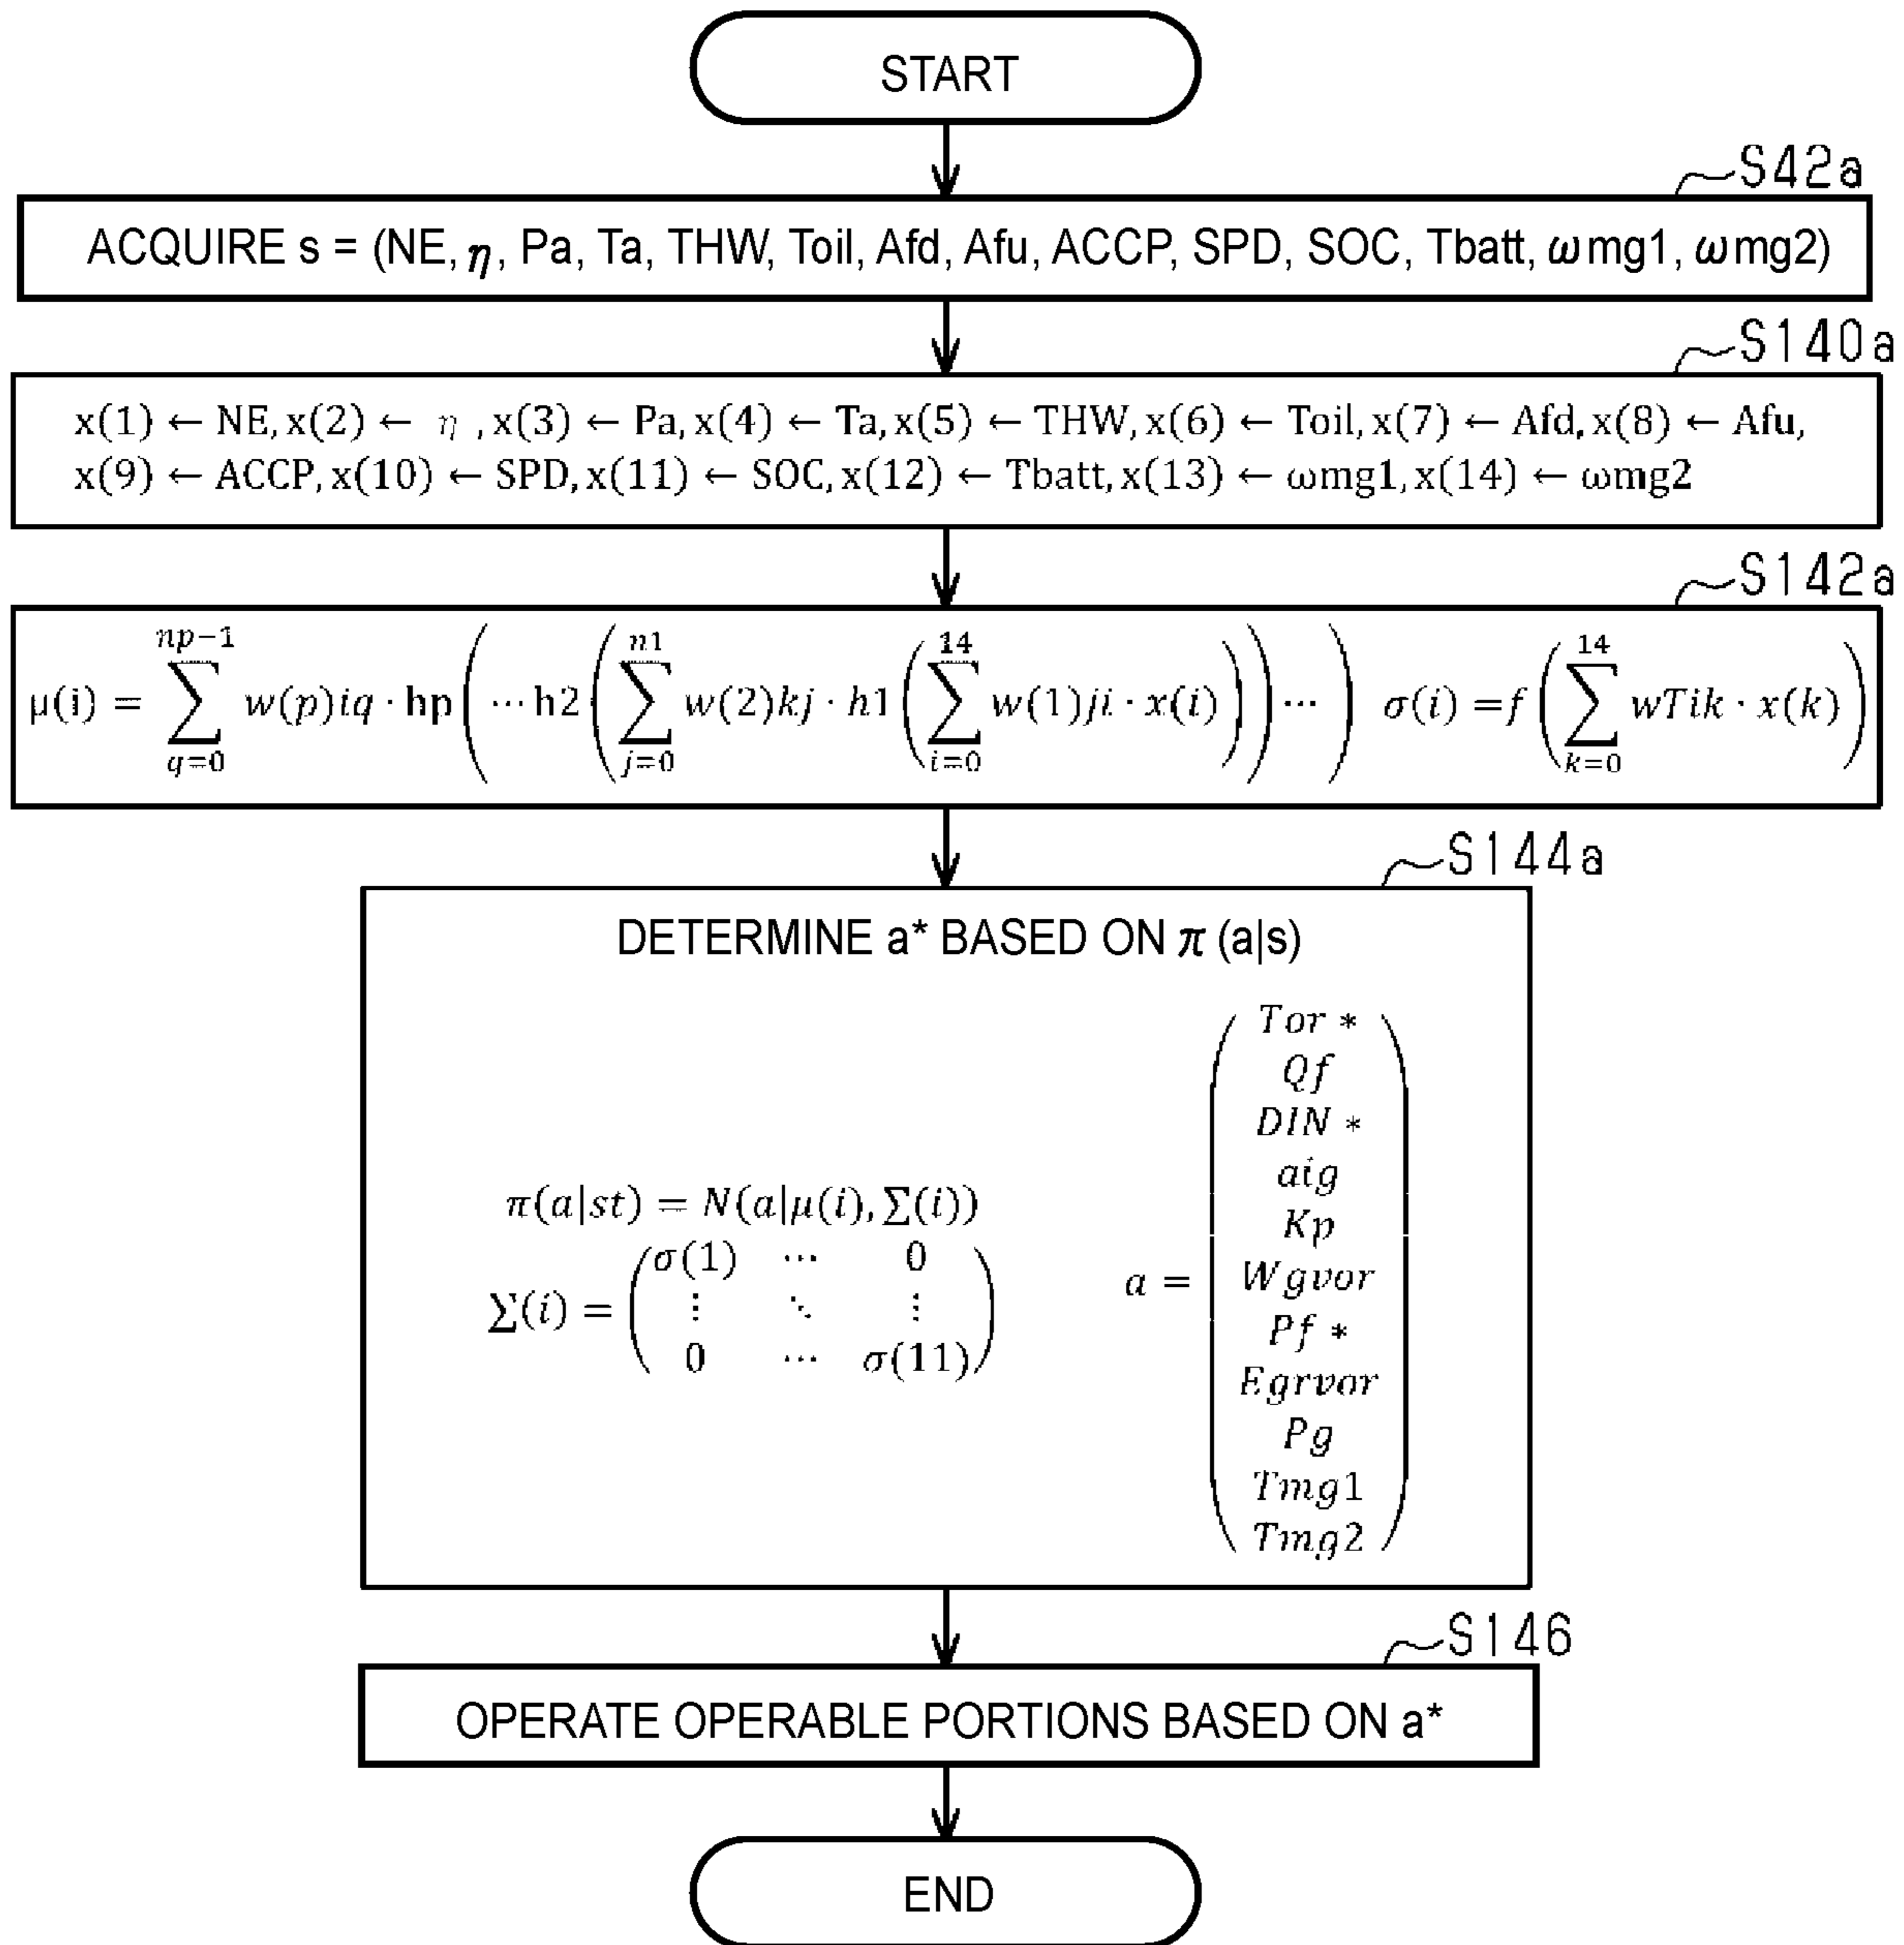 START
S42a
ACQUIRE s = (NE, η, Pa, Ta, THW, Toil, Afd, Afu, ACCP, SPD, SOC, Tbatt, ωmg1, ωmg2)
S140a
x(1) ← NE, x(2) ← η , x(3) ← Pa, x(4) ← Ta, x(5) ← THW, x(6) ← Toil, x(7) ← Afd, x(8) ← Afu,
x(9) ← ACCP, x(10) ← SPD, x(11) ← SOC, x(12) ← Tbatt, x(13) ← ωmg1, x(14) ← ωmg2
S142a
μ(i) = ∑_{q=0}^{np−1} w(p)iq · hp( ⋯ h2( ∑_{j=0}^{n1} w(2)kj · h1( ∑_{i=0}^{14} w(1)ji · x(i) ) ) ⋯ ) σ(i) = f( ∑_{k=0}^{14} wTik · x(k) )
S144a
DETERMINE a* BASED ON π (a|s)
π(a|st) = N(a|μ(i), ∑(i))
∑(i) = ( σ(1) ⋯ 0
⋮ ⋱ ⋮
0 ⋯ σ(11) )
a =
Tor *
Qf
DIN *
aig
Kp
Wgvor
Pf *
Egrvor
Pg
Tmg1
Tmg2
S146
OPERATE OPERABLE PORTIONS BASED ON a*
END